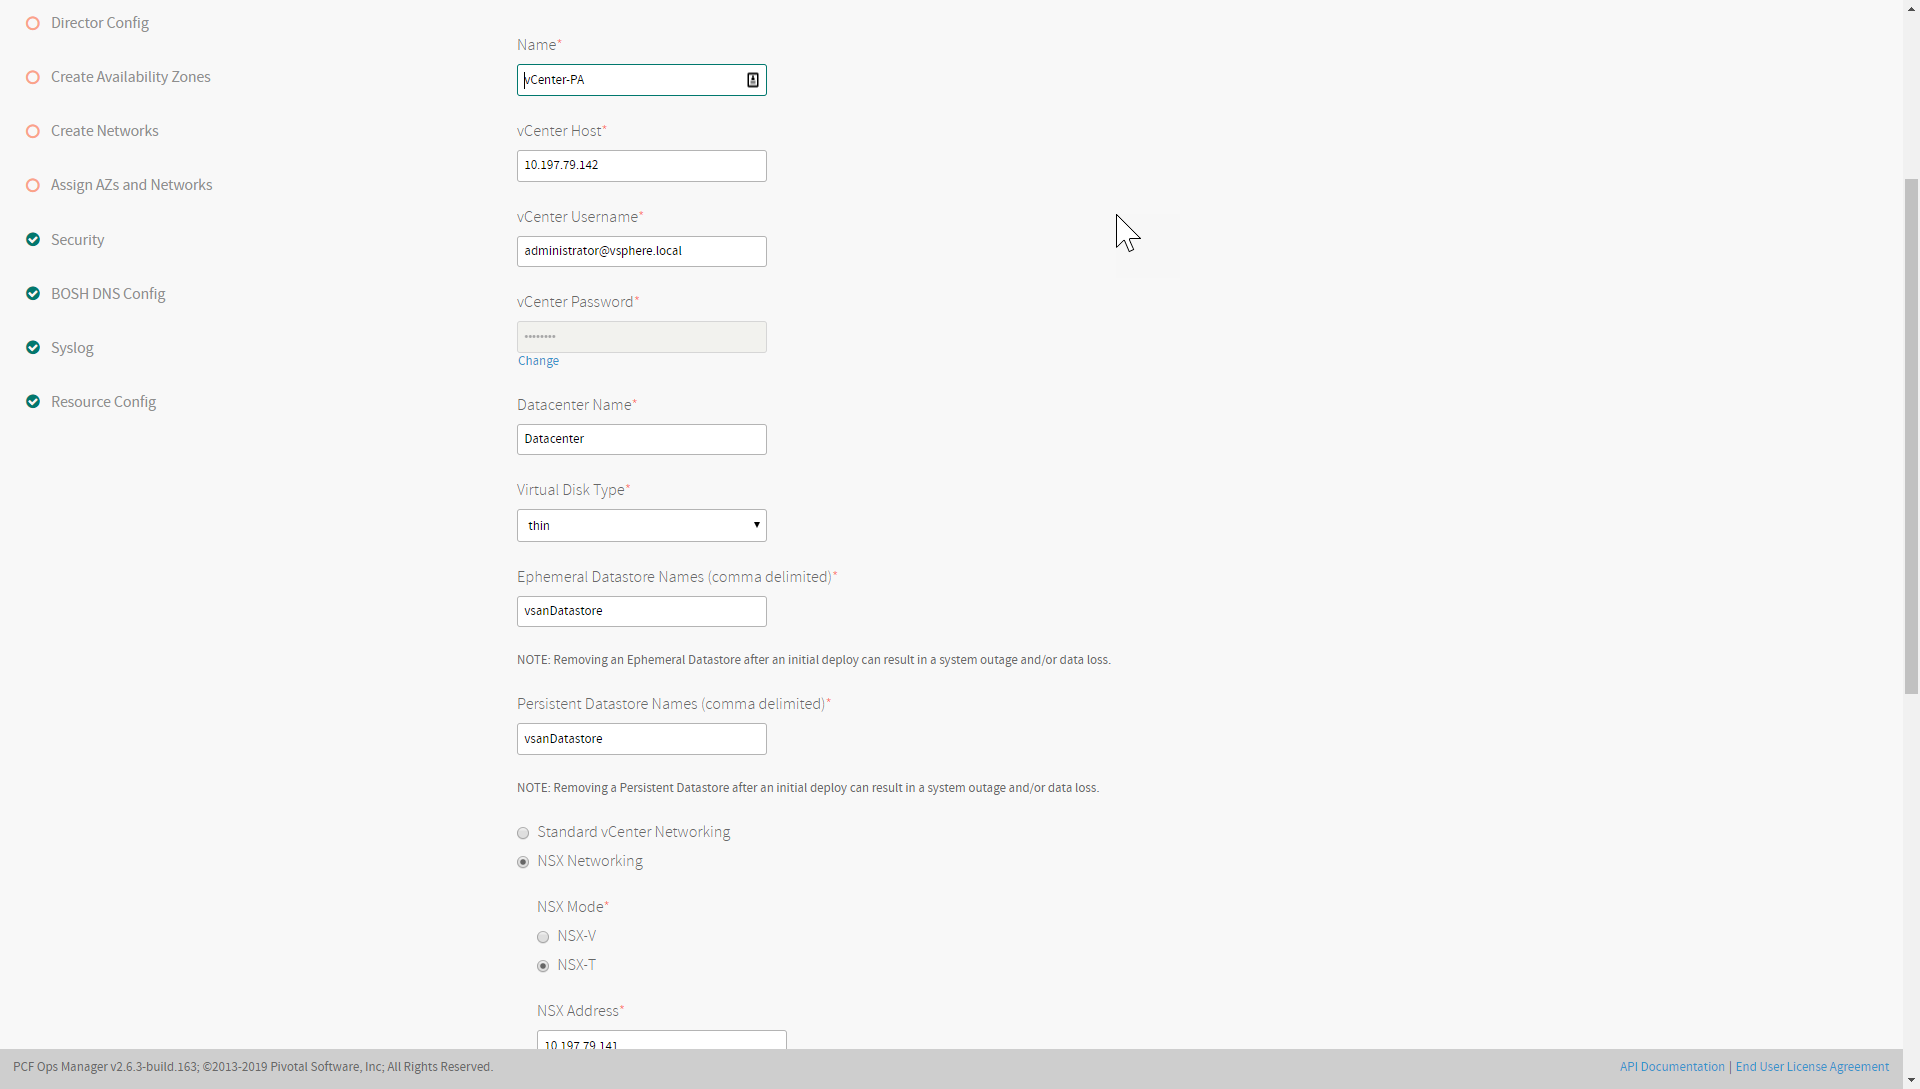 Director Config
Create Availability Zones
Create Networks
Assign AZs and Networks
Security
BOSH DNS Config
Syslog
Resource Config
Name*
vCenter-PA
vCenter Host*
10.197.79.142
vCenter Username*
administrator@vsphere.local
vCenter Password*
••••••••
Change
Datacenter Name*
Datacenter
Virtual Disk Type*
thin
Ephemeral Datastore Names (comma delimited)*
vsanDatastore
NOTE: Removing an Ephemeral Datastore after an initial deploy can result in a system outage and/or data loss.
Persistent Datastore Names (comma delimited)*
vsanDatastore
NOTE: Removing a Persistent Datastore after an initial deploy can result in a system outage and/or data loss.
Standard vCenter Networking
NSX Networking
NSX Mode*
NSX-V
NSX-T
NSX Address*
10.197.79.141
PCF Ops Manager v2.6.3-build.163; ©2013-2019 Pivotal Software, Inc; All Rights Reserved.
API Documentation | End User License Agreement